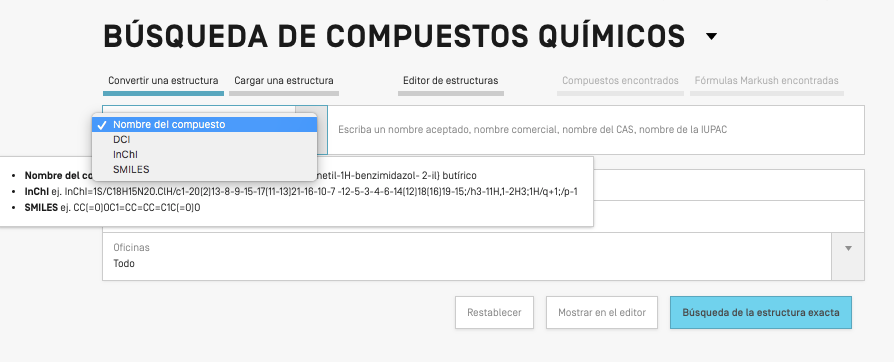 BÚSQUEDA DE COMPUESTOS QUÍMICOS
Convertir una estructura Cargar una estructura Editor de estructuras Compuestos encontrados Fórmulas Markush encontradas
Nombre del compuesto
Escriba un nombre aceptado, nombre comercial, nombre del CAS, nombre de la IUPAC
DCI
InChI
SMILES
Nombre del co metil-1H-benzimidazol- 2-il} butírico
InChI ej. InChI=1S/C18H15N2O.ClH/c1-20(2)13-8-9-15-17(11-13)21-16-10-7 -12-5-3-4-6-14(12)18(16)19-15;/h3-11H,1-2H3;1H/q+1;/p-1
SMILES ej. CC(=O)OC1=CC=CC=C1C(=O)O
Oficinas
Todo
Restablecer Mostrar en el editor Búsqueda de la estructura exacta